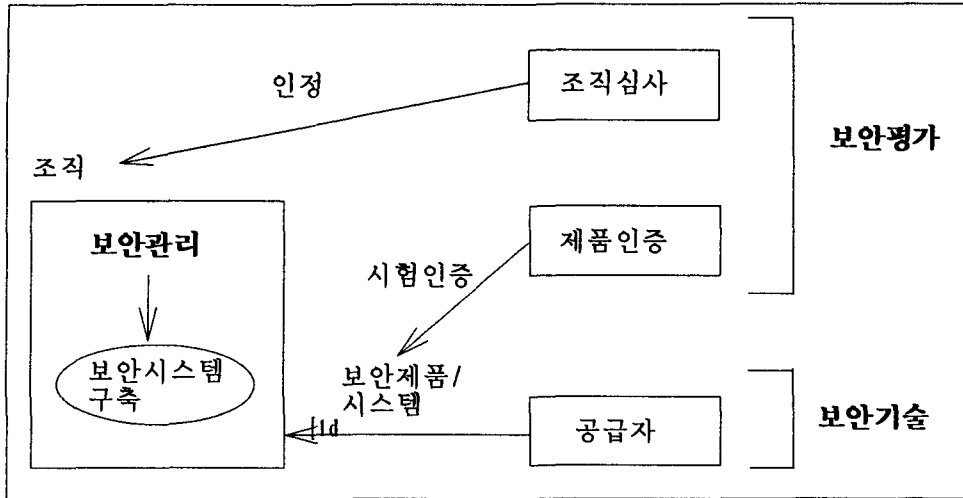 인정
조직심사
보안평가
조직
보안관리
제품인증
시험인증
보안시스템
구축
보안제품/
시스템
공급자
보안기술